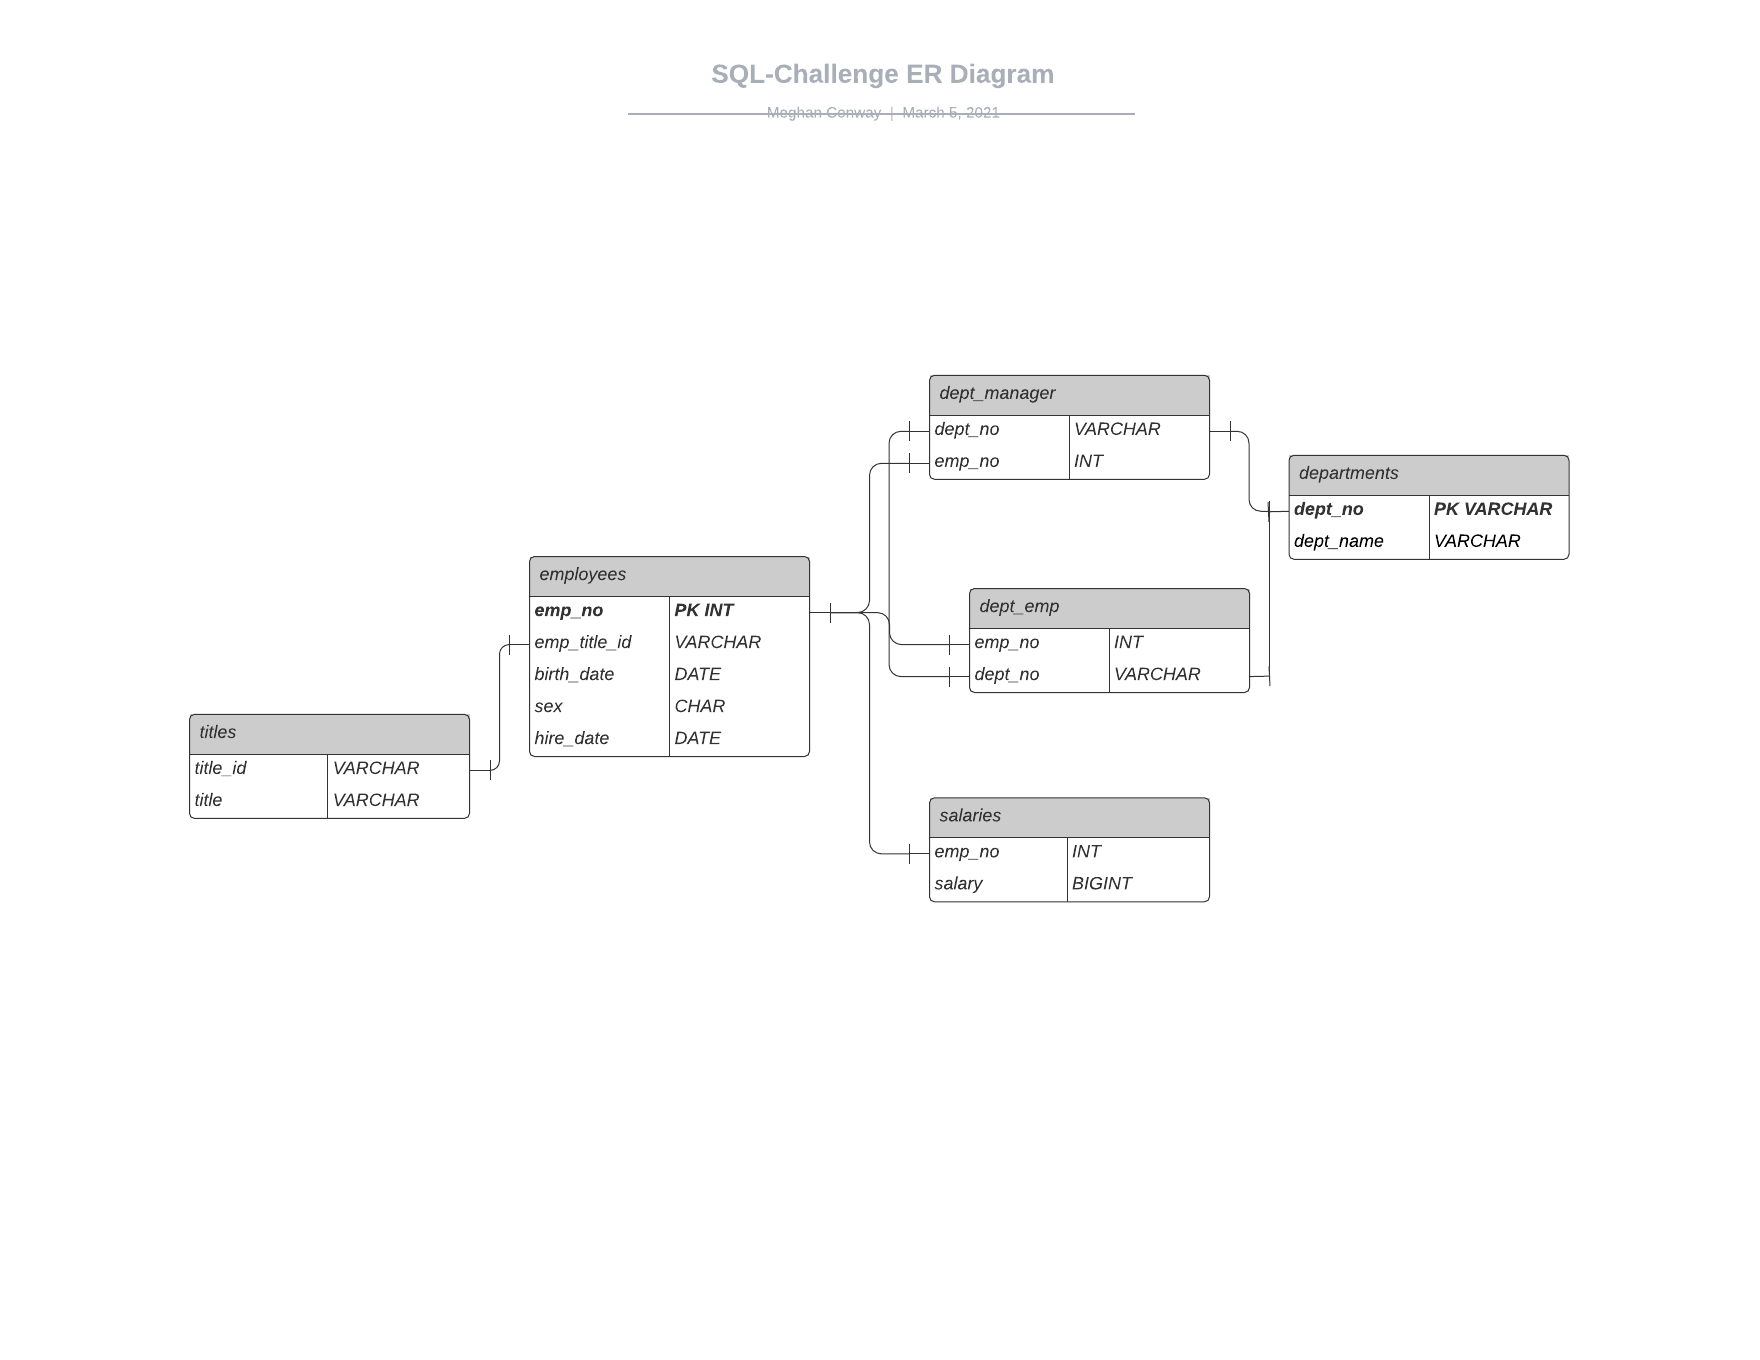 SQL-Challenge ER Diagram
Meghan Conway | March 5, 2021
dept_manager
dept_no VARCHAR
emp_no INT
departments
dept_no PK VARCHAR
dept_name VARCHAR
employees
emp_no PK INT
emp_title_id VARCHAR
birth_date DATE
sex CHAR
hire_date DATE
dept_emp
emp_no INT
dept_no VARCHAR
titles
title_id VARCHAR
title VARCHAR
salaries
emp_no INT
salary BIGINT